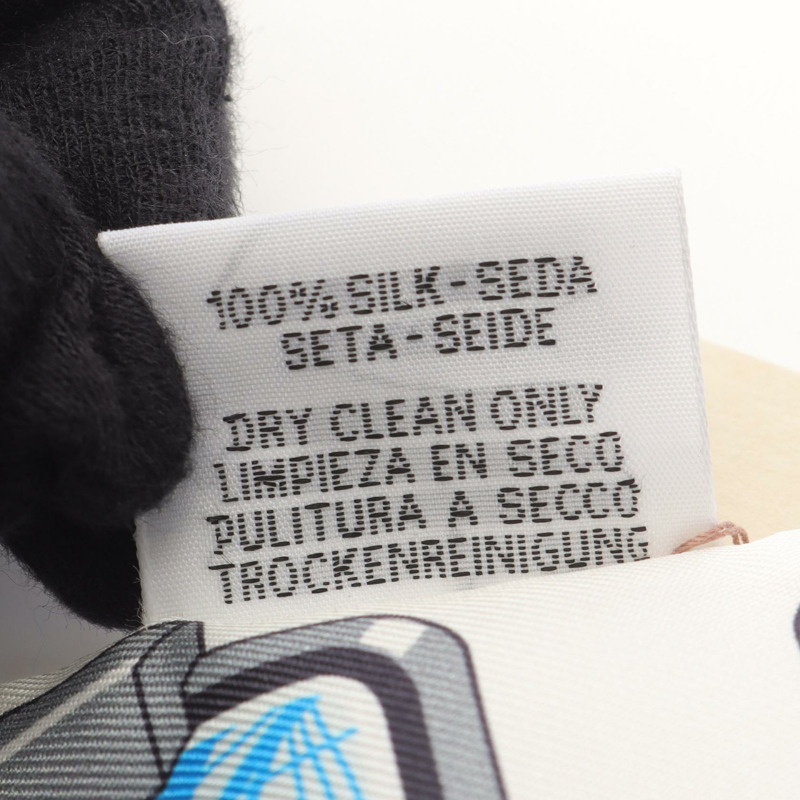 100% SILK - SEDA
SETA - SEIDE
DRY CLEAN ONLY
LIMPIEZA EN SECO
PULITURA A SECCO
TROCKENREINIGUNG